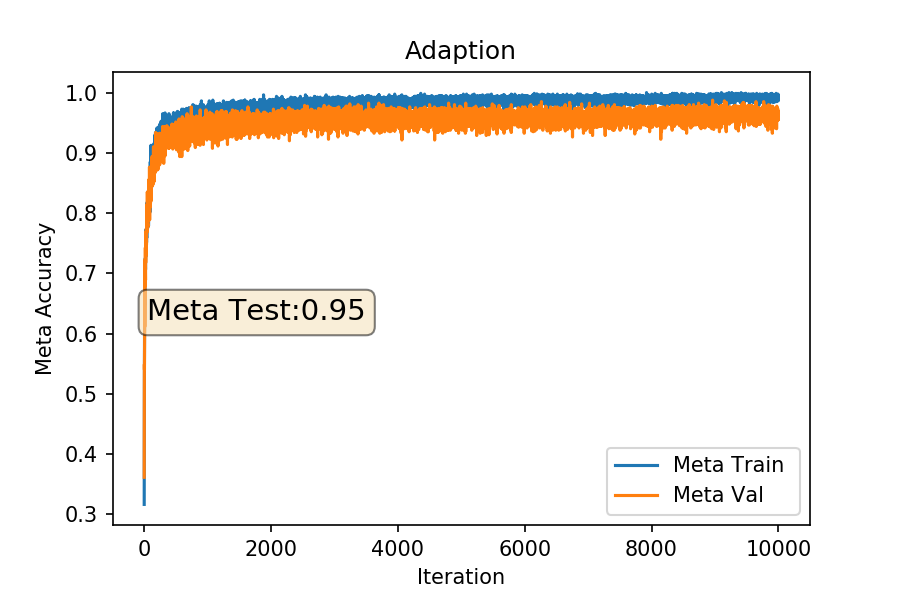 Adaption
1.0
0.9
0.8
0.7
0.6
0.5
0.4
0.3
Meta Accuracy
Meta Test:0.95
Meta Train
Meta Val
0 2000 4000 6000 8000 10000
Iteration